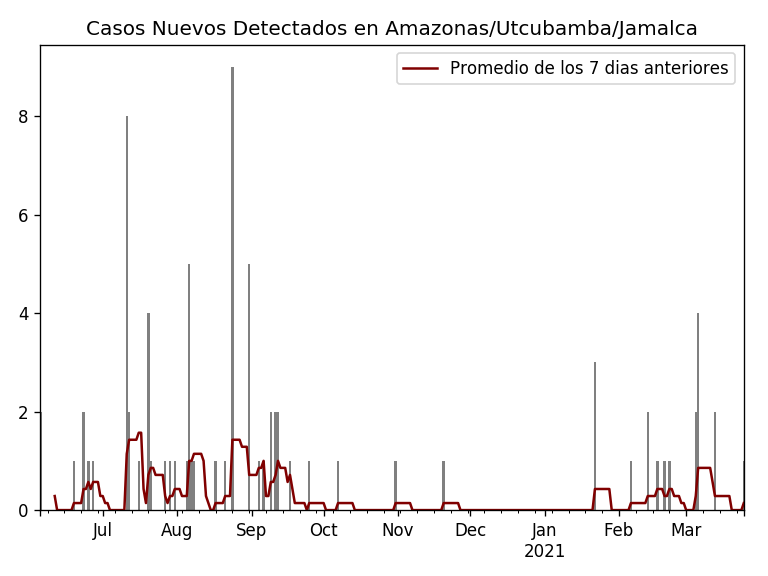 Casos Nuevos Detectados en Amazonas/Utcubamba/Jamalca
Promedio de los 7 dias anteriores
8
6
4
2
0
Jul Aug Sep Oct Nov Dec Jan Feb Mar
2021